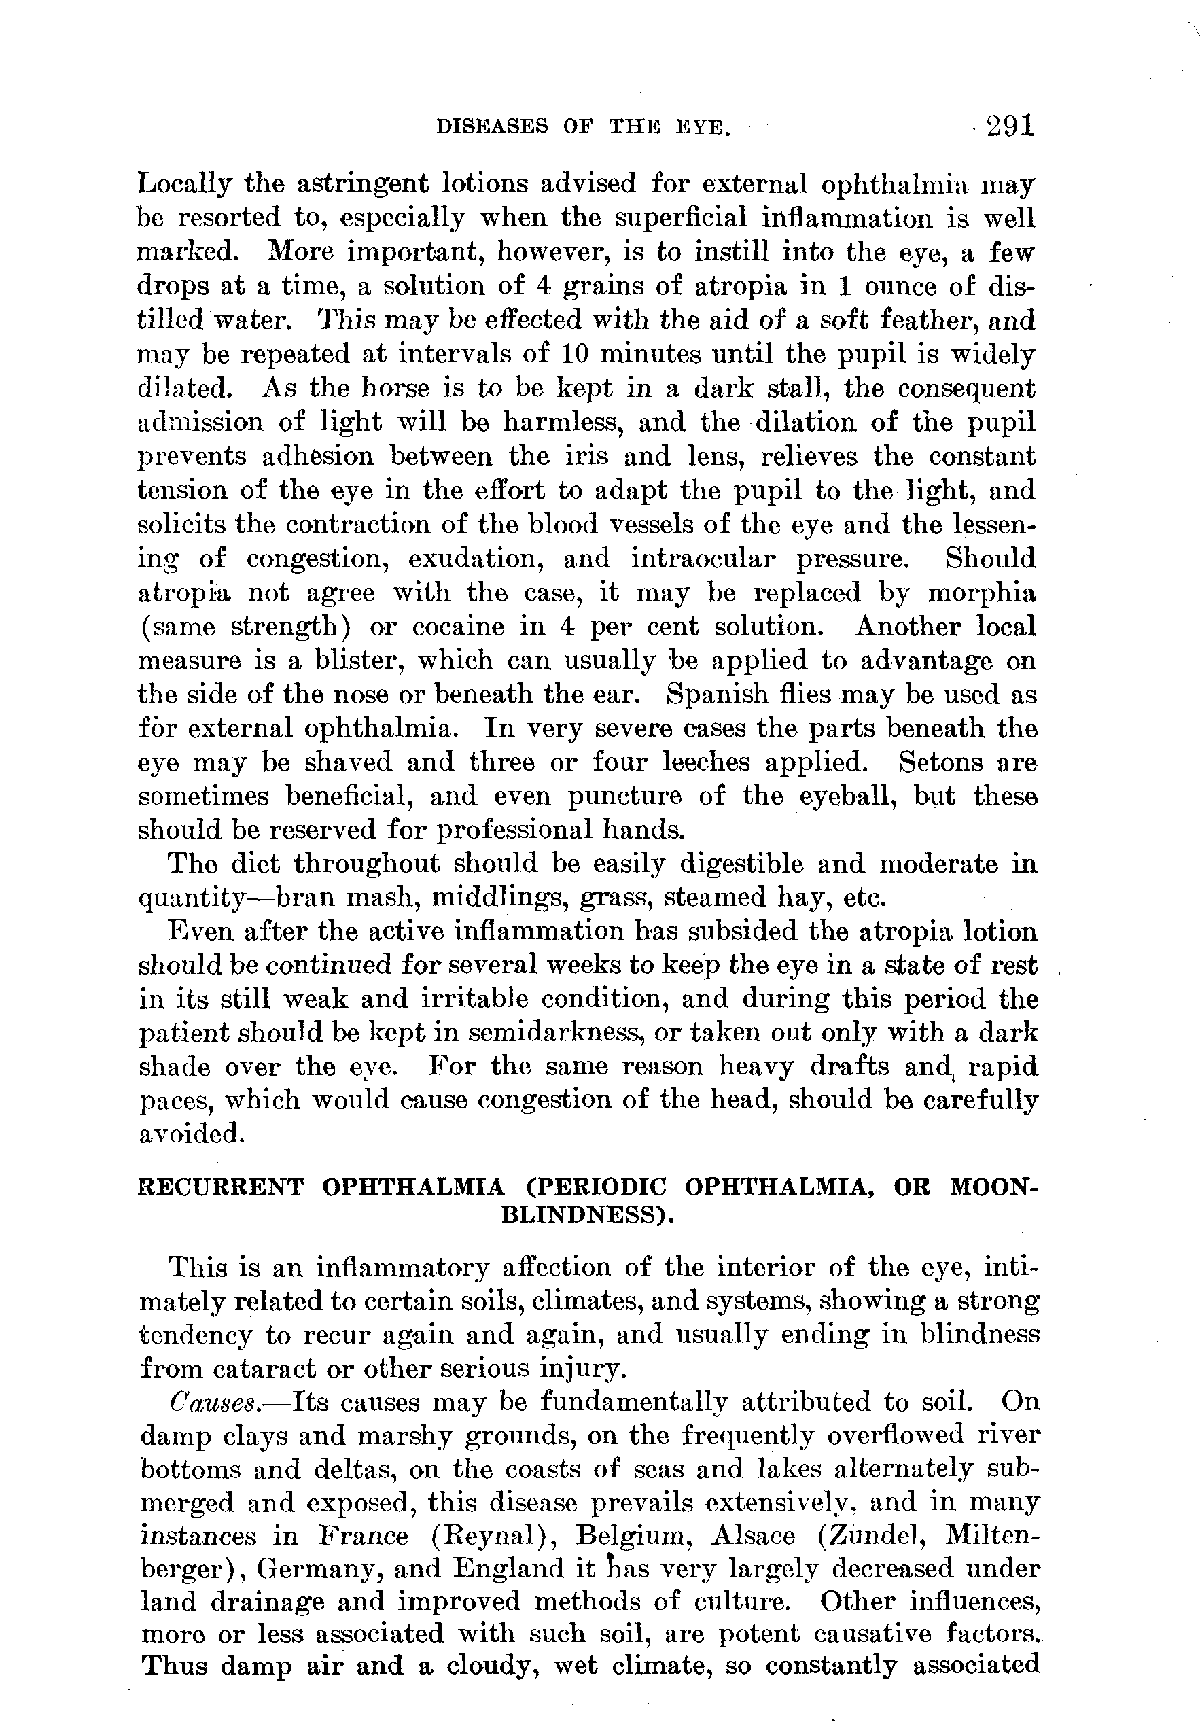 DISEASES OF THE EYE. 291
Locally the astringent lotions advised for external ophthalmia may
be resorted to, especially when the superficial inflammation is well
marked. More important, however, is to instill into the eye, a few
drops at a time, a solution of 4 grains of atropia in 1 ounce of dis-
tilled water. This may be effected with the aid of a soft feather, and
may be repeated at intervals of 10 minutes until the pupil is widely
dilated. As the horse is to be kept in a dark stall, the consequent
admission of light will be harmless, and the dilation of the pupil
prevents adhesion between the iris and lens, relieves the constant
tension of the eye in the effort to adapt the pupil to the light, and
solicits the contraction of the blood vessels of the eye and the lessen-
ing of congestion, exudation, and intraocular pressure. Should
atropia not agree with the case, it may be replaced by morphia
(same strength) or cocaine in 4 per cent solution. Another local
measure is a blister, which can usually be applied to advantage on
the side of the nose or beneath the ear. Spanish flies may be used as
for external ophthalmia. In very severe cases the parts beneath the
eye may be shaved and three or four leeches applied. Setons are
sometimes beneficial, and even puncture of the eyeball, but these
should be reserved for professional hands.
The diet throughout should be easily digestible and moderate in
quantity—bran mash, middlings, grass, steamed hay, etc.
Even after the active inflammation has subsided the atropia lotion
should be continued for several weeks to keep the eye in a state of rest
in its still weak and irritable condition, and during this period the
patient should be kept in semidarkness, or taken out only with a dark
shade over the eye. For the same reason heavy drafts and rapid
paces, which would cause congestion of the head, should be carefully
avoided.
RECURRENT OPHTHALMIA (PERIODIC OPHTHALMIA, OR MOON-
BLINDNESS).
This is an inflammatory affection of the interior of the eye, inti-
mately related to certain soils, climates, and systems, showing a strong
tendency to recur again and again, and usually ending in blindness
from cataract or other serious injury.
Causes.—Its causes may be fundamentally attributed to soil. On
damp clays and marshy grounds, on the frequently overflowed river
bottoms and deltas, on the coasts of seas and lakes alternately sub-
merged and exposed, this disease prevails extensively, and in many
instances in France (Reynal), Belgium, Alsace (Zündel, Milten-
berger), Germany, and England it has very largely decreased under
land drainage and improved methods of culture. Other influences,
more or less associated with such soil, are potent causative factors.
Thus damp air and a cloudy, wet climate, so constantly associated